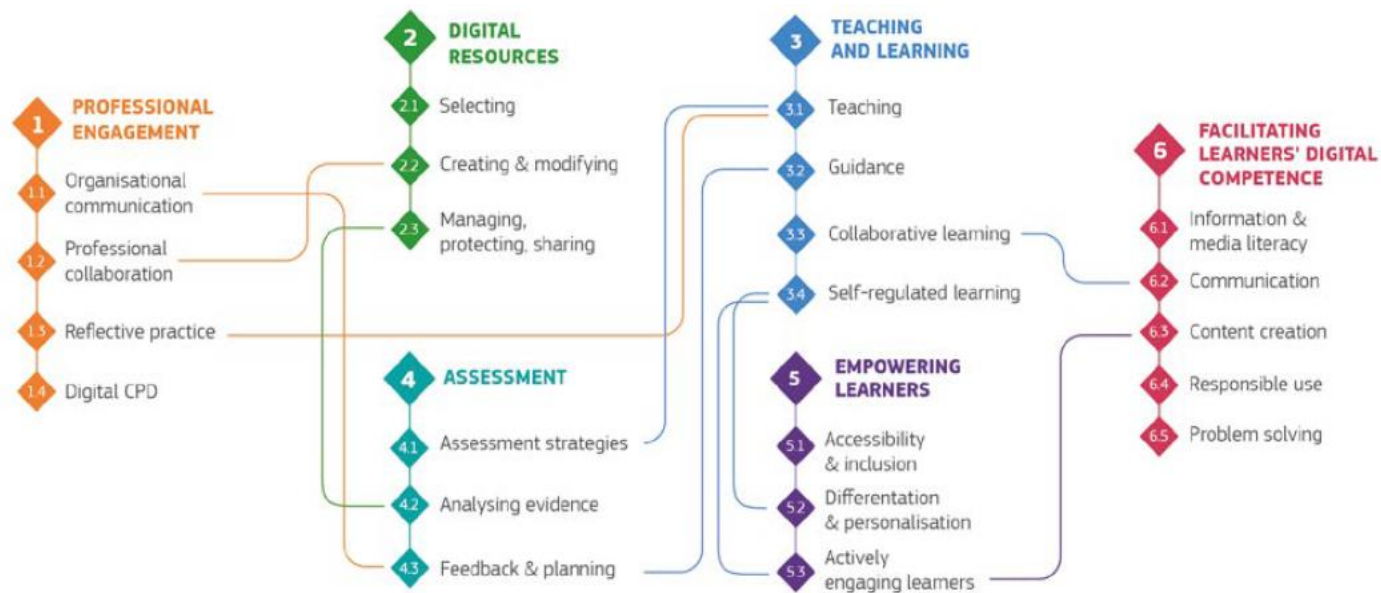 1
PROFESSIONAL
ENGAGEMENT
1.1
Organisational
communication
1.2
Professional
collaboration
1.3
Reflective practice
1.4
Digital CPD
2
DIGITAL
RESOURCES
2.1
Selecting
2.2
Creating & modifying
2.3
Managing,
protecting, sharing
3
TEACHING
AND LEARNING
3.1
Teaching
3.2
Guidance
3.3
Collaborative learning
3.4
Self-regulated learning
4
ASSESSMENT
4.1
Assessment strategies
4.2
Analysing evidence
4.3
Feedback & planning
5
EMPOWERING
LEARNERS
5.1
Accessibility
& inclusion
5.2
Differentation
& personalisation
5.3
Actively
engaging learners
6
FACILITATING
LEARNERS' DIGITAL
COMPETENCE
6.1
Information &
media literacy
6.2
Communication
6.3
Content creation
6.4
Responsible use
6.5
Problem solving